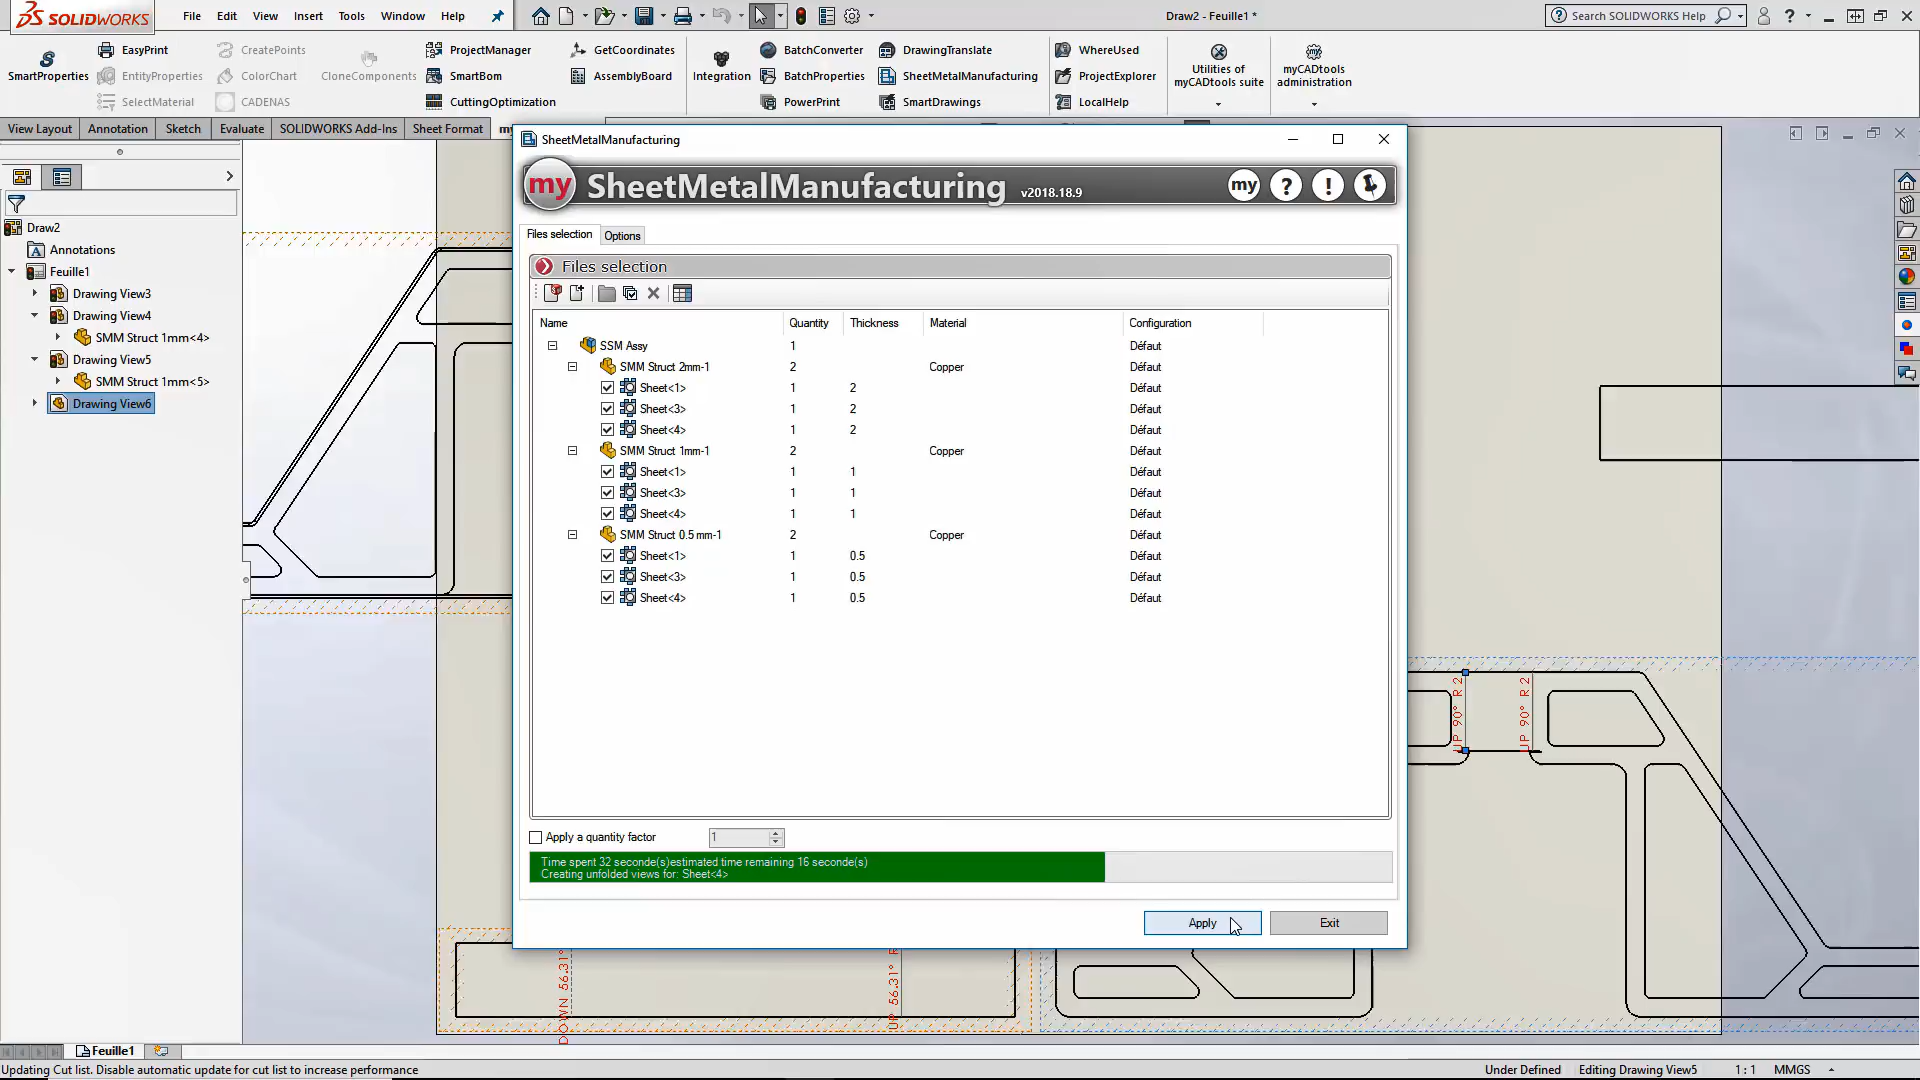 SOLIDWORKS File Edit View Insert Tools Window Help Draw2 - Feuille1 * Search SOLIDWORKS Help
SmartProperties
EasyPrint
EntityProperties
SelectMaterial
CreatePoints
ColorChart
CADENAS
CloneComponents
ProjectManager
SmartBom
CuttingOptimization
GetCoordinates
AssemblyBoard
Integration
BatchConverter
BatchProperties
PowerPrint
DrawingTranslate
SheetMetalManufacturing
SmartDrawings
WhereUsed
ProjectExplorer
LocalHelp
Utilities of
myCADtools suite
myCADtools
administration
View Layout Annotation Sketch Evaluate SOLIDWORKS Add-Ins Sheet Format
Draw2
Annotations
Feuille1
Drawing View3
Drawing View4
SMM Struct 1mm<4>
Drawing View5
SMM Struct 1mm<5>
Drawing View6
SheetMetalManufacturing
my SheetMetalManufacturing v2018.18.9 my ? !
Files selection Options
Files selection
Name Quantity Thickness Material Configuration
SSM Assy 1 Défaut
SMM Struct 2mm-1 2 Copper Défaut
Sheet<1> 1 2 Défaut
Sheet<3> 1 2 Défaut
Sheet<4> 1 2 Défaut
SMM Struct 1mm-1 2 Copper Défaut
Sheet<1> 1 1 Défaut
Sheet<3> 1 1 Défaut
Sheet<4> 1 1 Défaut
SMM Struct 0.5 mm-1 2 Copper Défaut
Sheet<1> 1 0.5 Défaut
Sheet<3> 1 0.5 Défaut
Sheet<4> 1 0.5 Défaut
Apply a quantity factor 1
Time spent 32 seconde(s)estimated time remaining 16 seconde(s)
Creating unfolded views for: Sheet<4>
Apply Exit
UP 90° R 2
UP 90° R 2
DOWN 56.31°
UP 56.31° R
Feuille1
Updating Cut list. Disable automatic update for cut list to increase performance Under Defined Editing Drawing View5 1 : 1 MMGS